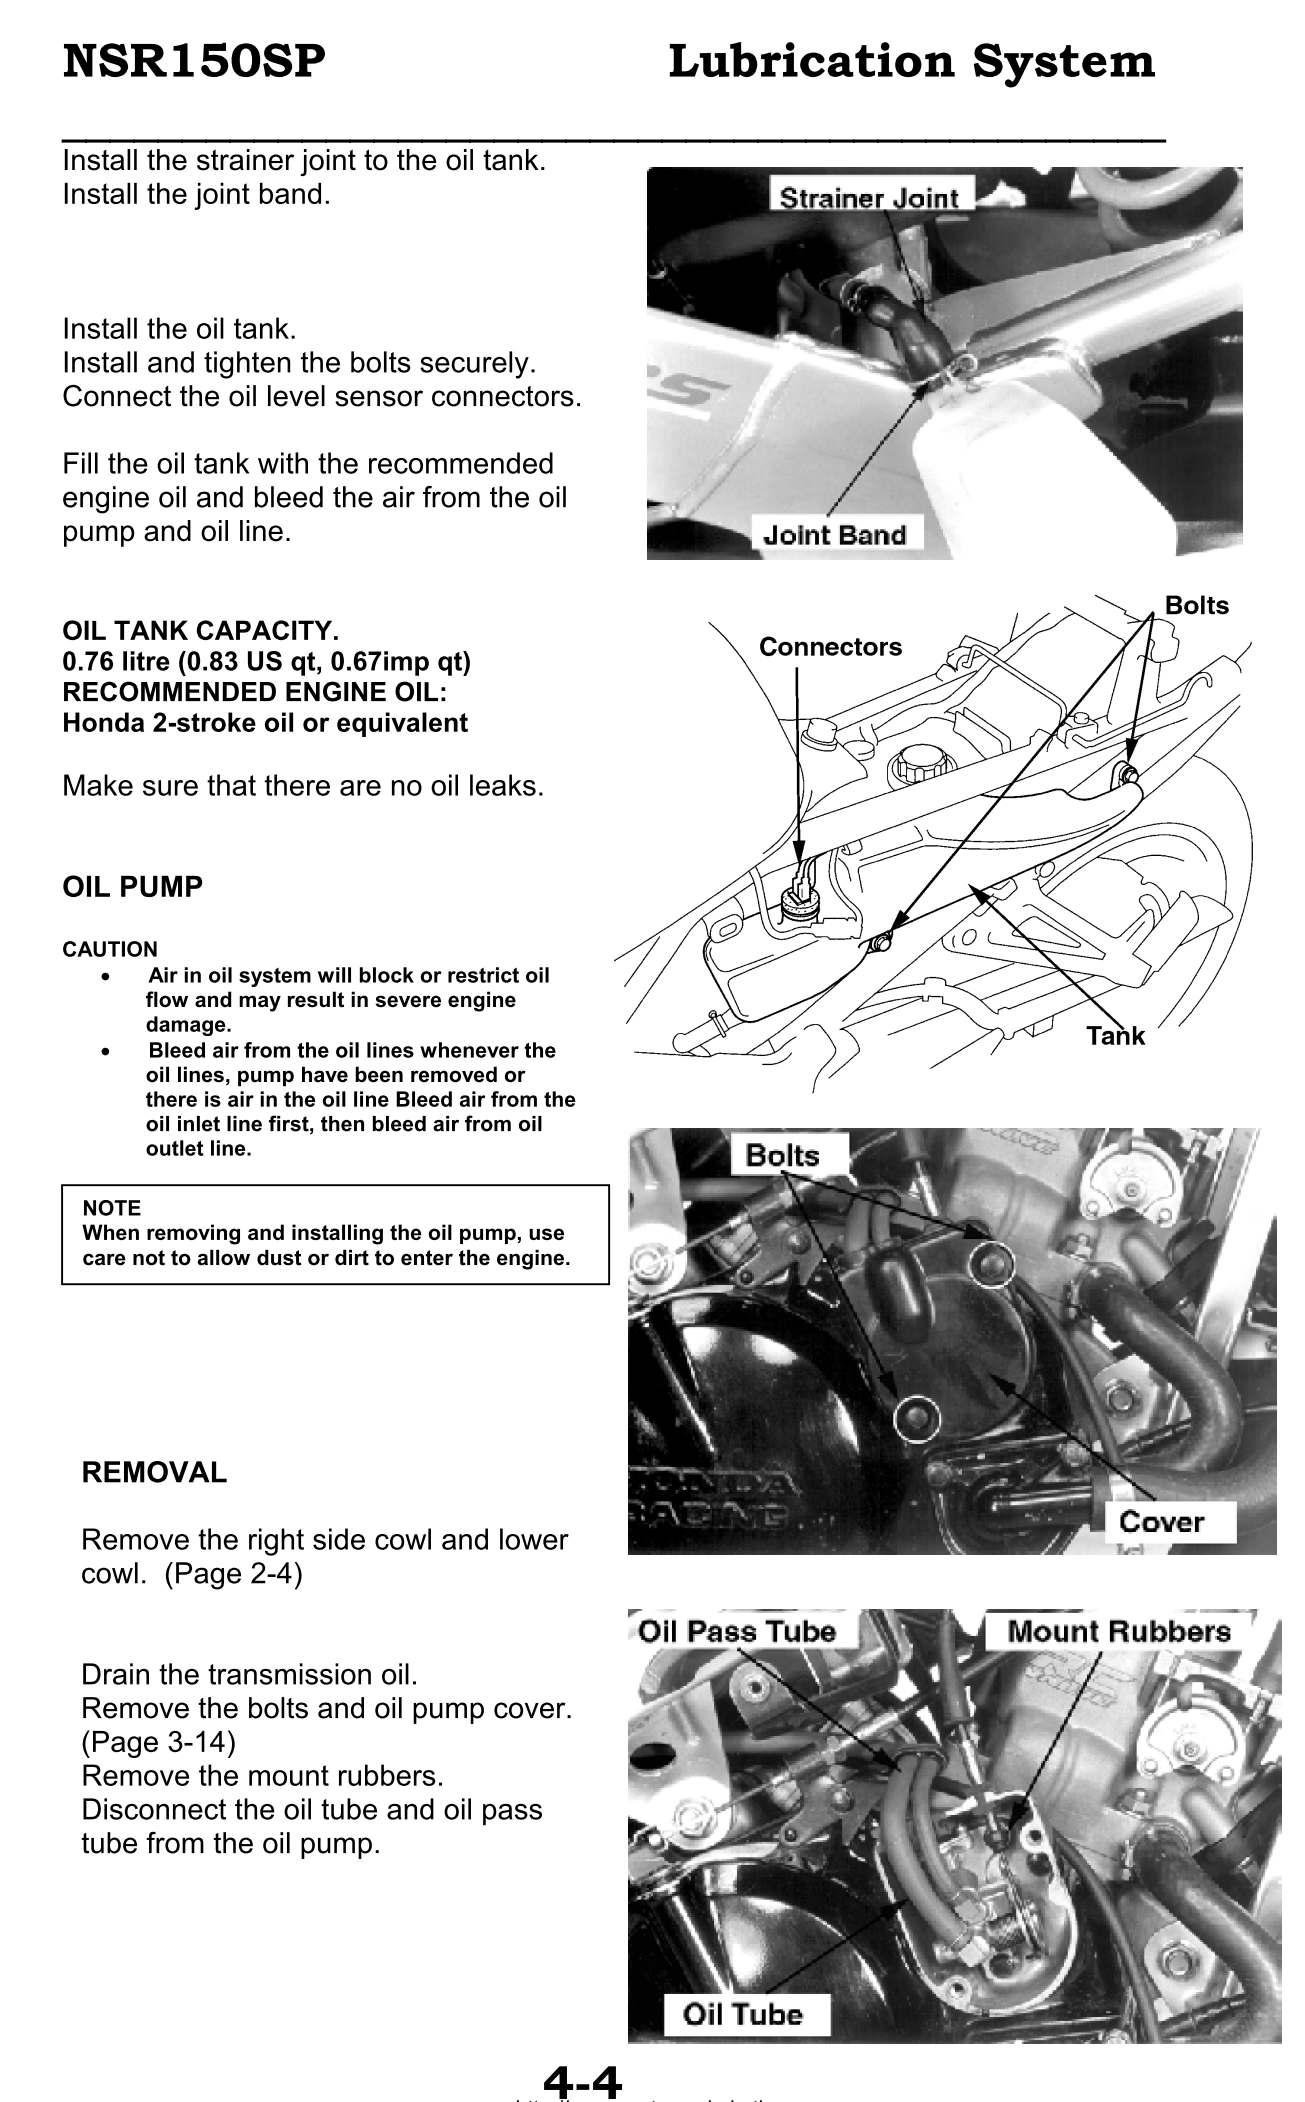 NSR150SP Lubrication System
Install the strainer joint to the oil tank.
Install the joint band.
Install the oil tank.
Install and tighten the bolts securely.
Connect the oil level sensor connectors.
Fill the oil tank with the recommended
engine oil and bleed the air from the oil
pump and oil line.
OIL TANK CAPACITY.
0.76 litre (0.83 US qt, 0.67imp qt)
RECOMMENDED ENGINE OIL:
Honda 2-stroke oil or equivalent
Make sure that there are no oil leaks.
OIL PUMP
CAUTION
• Air in oil system will block or restrict oil
flow and may result in severe engine
damage.
• Bleed air from the oil lines whenever the
oil lines, pump have been removed or
there is air in the oil line Bleed air from the
oil inlet line first, then bleed air from oil
outlet line.
NOTE
When removing and installing the oil pump, use
care not to allow dust or dirt to enter the engine.
REMOVAL
Remove the right side cowl and lower
cowl. (Page 2-4)
Drain the transmission oil.
Remove the bolts and oil pump cover.
(Page 3-14)
Remove the mount rubbers.
Disconnect the oil tube and oil pass
tube from the oil pump.
Strainer Joint
Joint Band
Bolts
Connectors
Tank
Bolts
HONDA
RACING
Cover
Oil Pass Tube
Mount Rubbers
Oil Tube
4-4